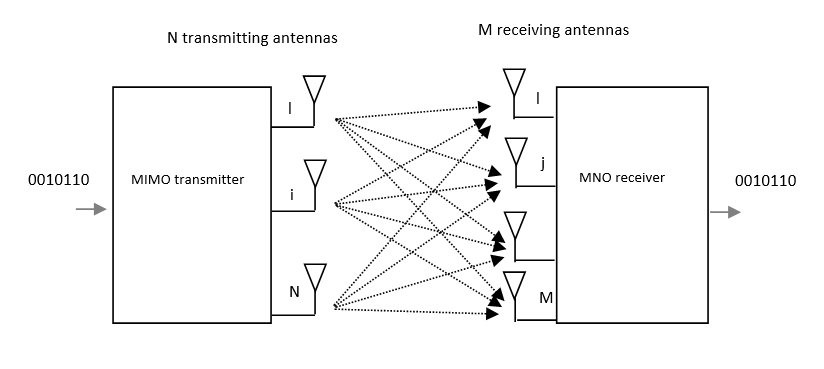 N transmitting antennas
M receiving antennas
l
l
j
i
0010110
MIMO transmitter
MNO receiver
0010110
N
M